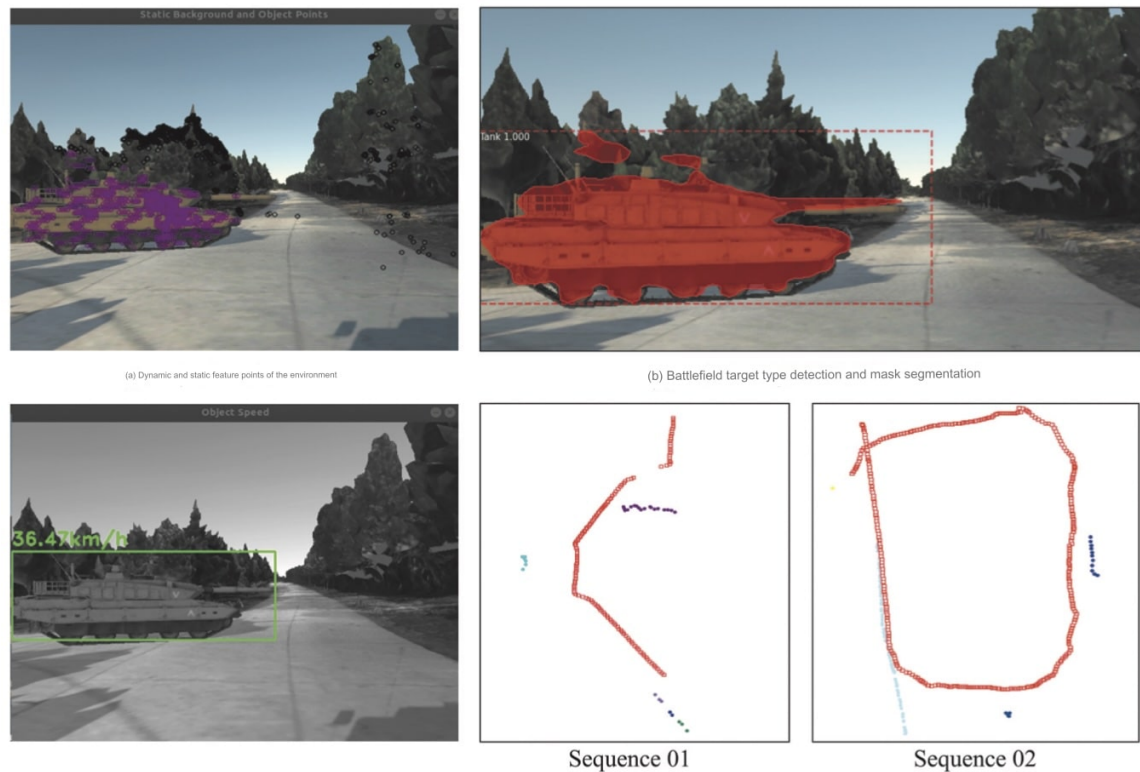 Static Background and Object Points
Tank 1.000
(a) Dynamic and static feature points of the environment
(b) Battlefield target type detection and mask segmentation
Object Speed
36.47km/h
Sequence 01
Sequence 02